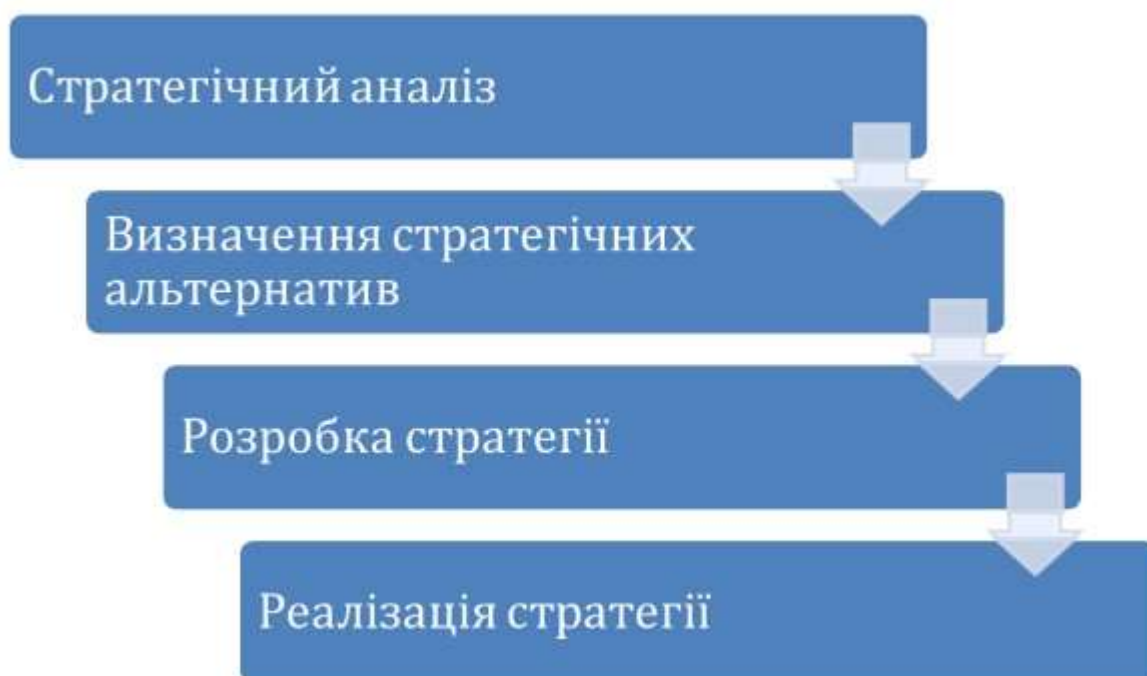 Стратегічний аналіз
Визначення стратегічних
альтернатив
Розробка стратегії
Реалізація стратегії